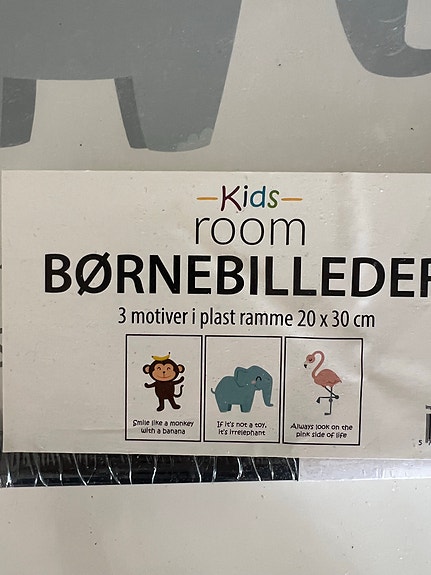 Kids
room
BØRNEBILLEDER
3 motiver i plast ramme 20 x 30 cm
Smile like a monkey
with a banana
If it's not a toy,
it's irrelephant
Always look on the
pink side of life
5